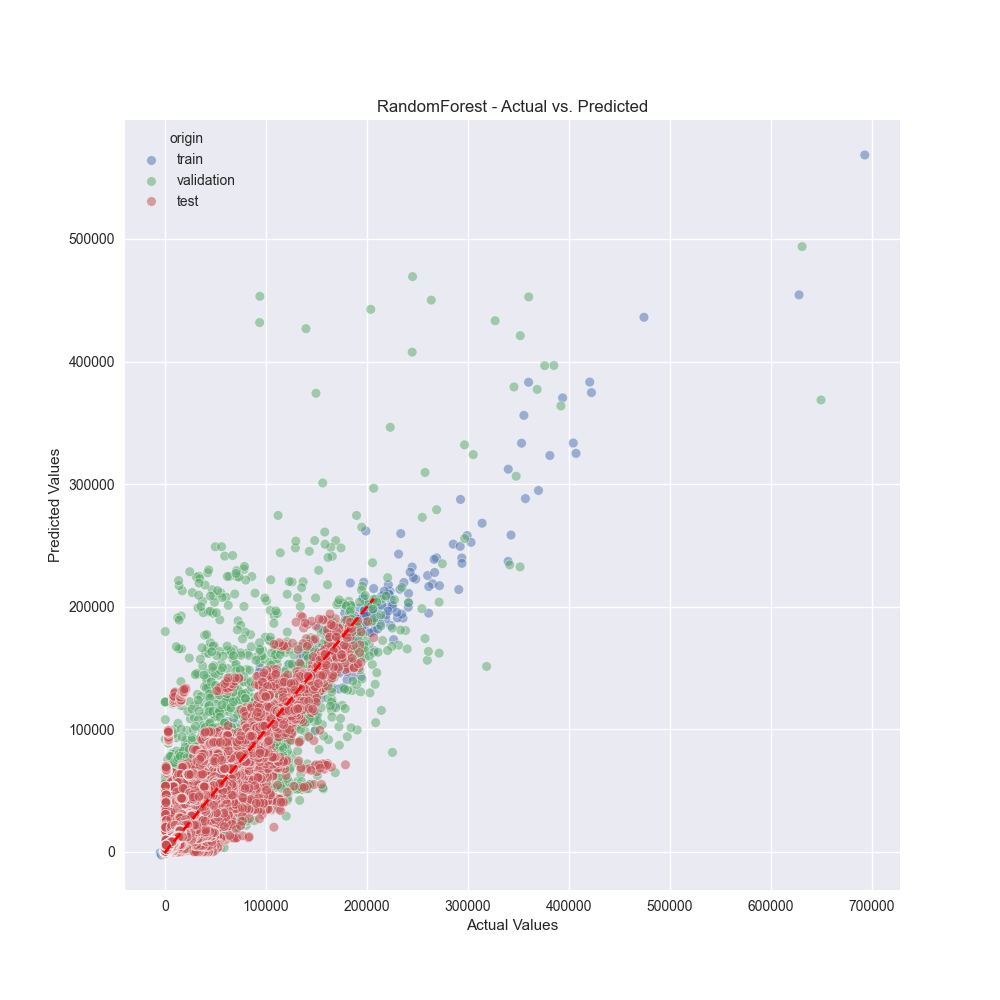 RandomForest - Actual vs. Predicted
origin
train
validation
test
500000
400000
300000
200000
100000
0
Predicted Values
0 100000 200000 300000 400000 500000 600000 700000
Actual Values